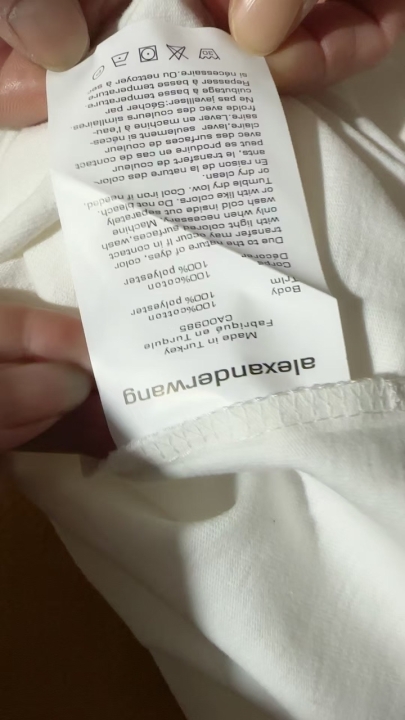 alexanderwang
Made in Turkey
Fabriqué en Turquie
CA00985
Body 100%cotton
Trim 100% polyester
Corps 100%cotton
Décorer 100% polyester
Due to the nature of dyes, color
transfer may occur if in contact
with light colored surfaces,wash
only when necessary. Machine
wash cold inside out separately
or with like colors. Do not bleach.
Tumble dry low. Cool iron if needed,
or dry clean.
En raison de la nature des color-
ants, le transfert de couleur
peut se produire en cas de contact
avec des surfaces de couleur
claire,laver seulement si néces-
saire.Laver en machine à l'eau
froide avec des couleurs similaires.
Ne pas javelliser.Sécher par
culbutage à basse température.
Repasser à basse température
si nécessaire.Ou nettoyer à sec.
30